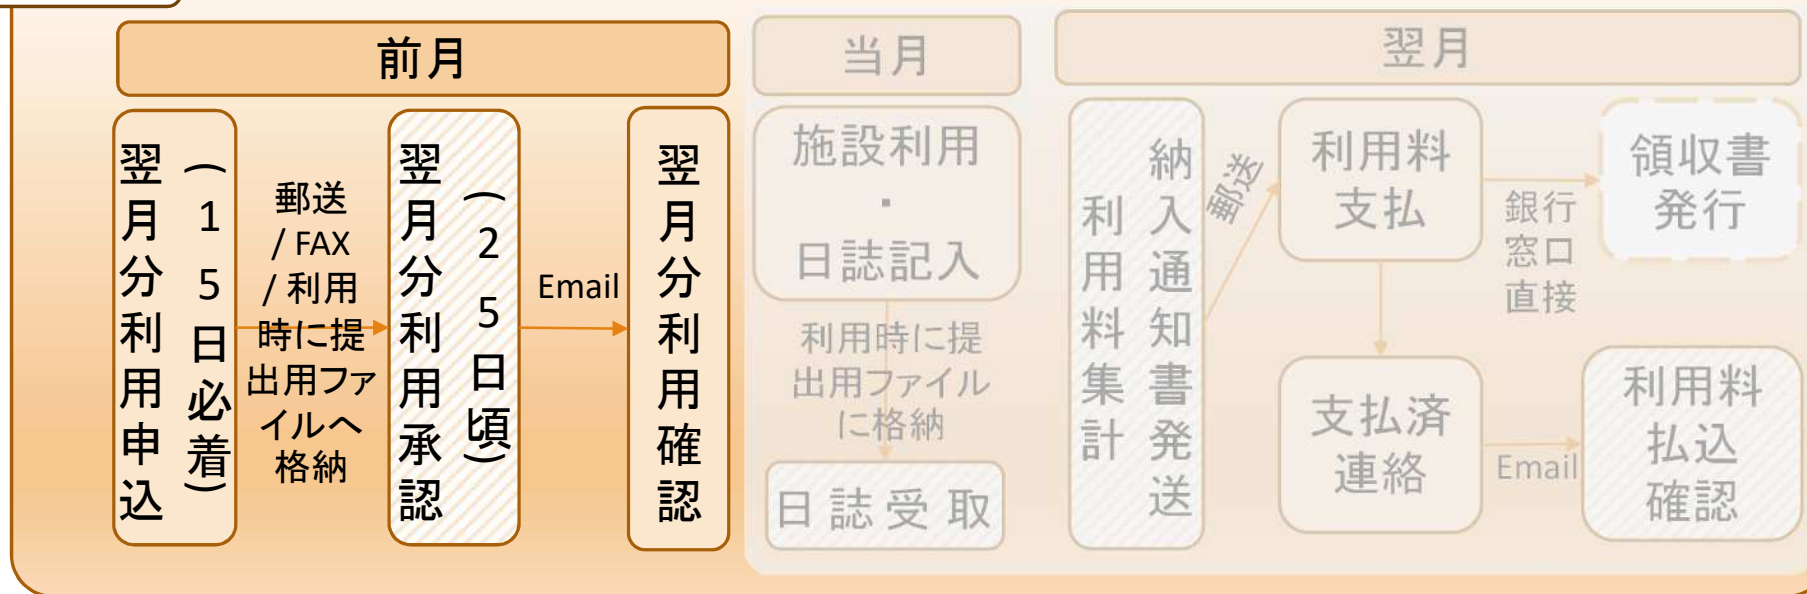 前月
翌月分利用申込
(15日必着)
郵送
/ FAX
/ 利用
時に提
出用ファ
イルへ
格納
翌月分利用承認
(25日頃)
Email
翌月分利用確認
当月
施設利用
・
日誌記入
利用時に提
出用ファイル
に格納
日誌受取
翌月
納入通知書発送
利用料集計
郵送
利用料
支払
銀行
窓口
直接
領収書
発行
支払済
連絡
Email
利用料
払込
確認